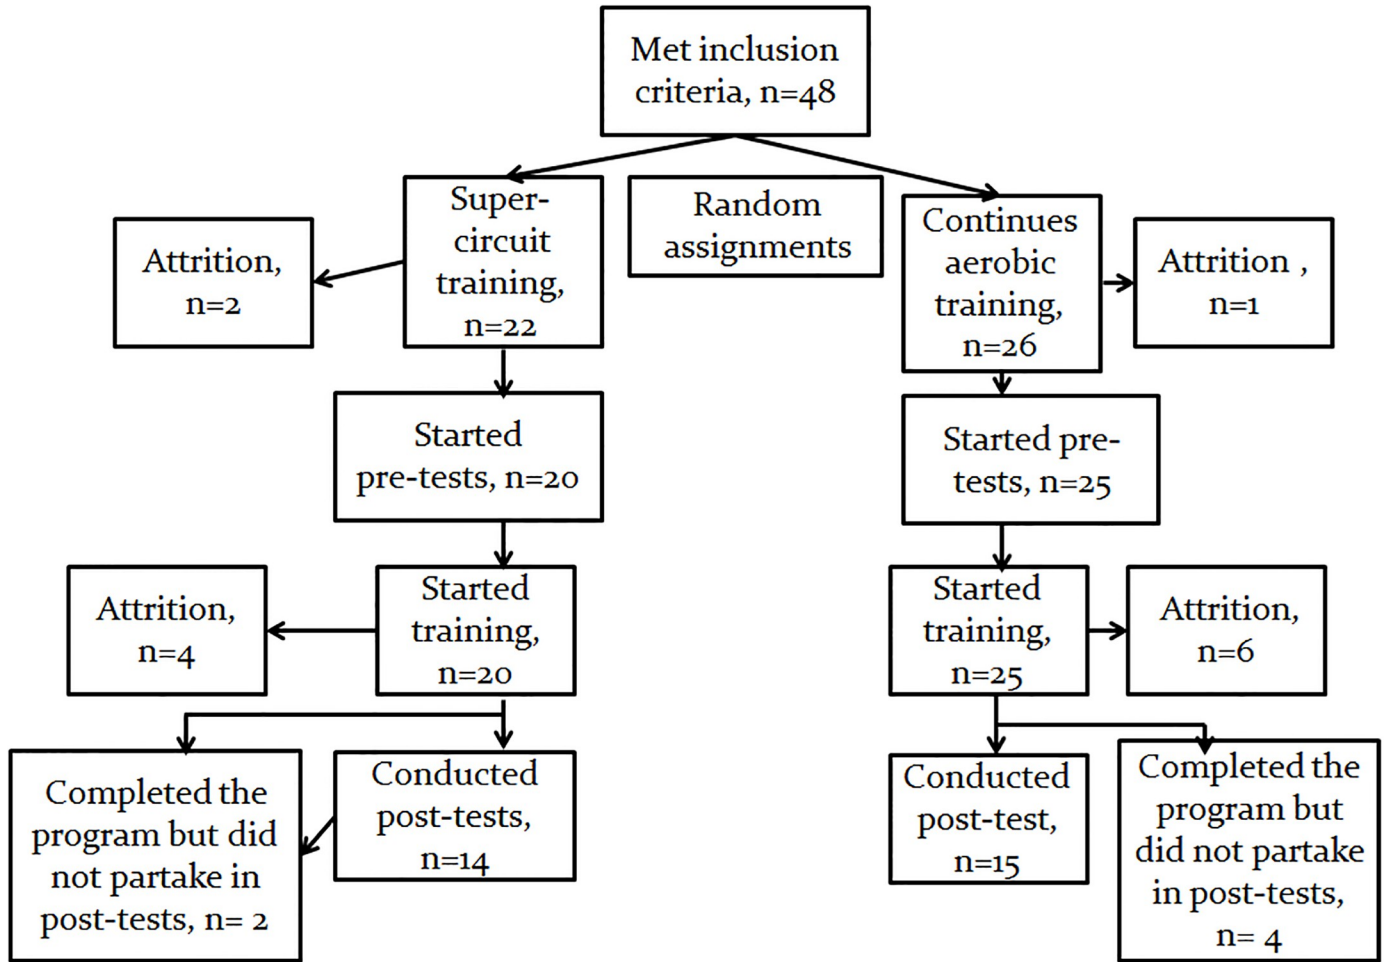 Met inclusion
criteria, n=48
Super-
circuit
training,
n=22
Random
assignments
Continues
aerobic
training,
n=26
Attrition,
n=2
Attrition ,
n=1
Started
pre-tests, n=20
Started pre-
tests, n=25
Attrition,
n=4
Started
training,
n=20
Started
training,
n=25
Attrition,
n=6
Completed the
program but did
not partake in
post-tests, n= 2
Conducted
post-tests,
n=14
Conducted
post-test,
n=15
Completed the
program but
did not partake
in post-tests,
n= 4